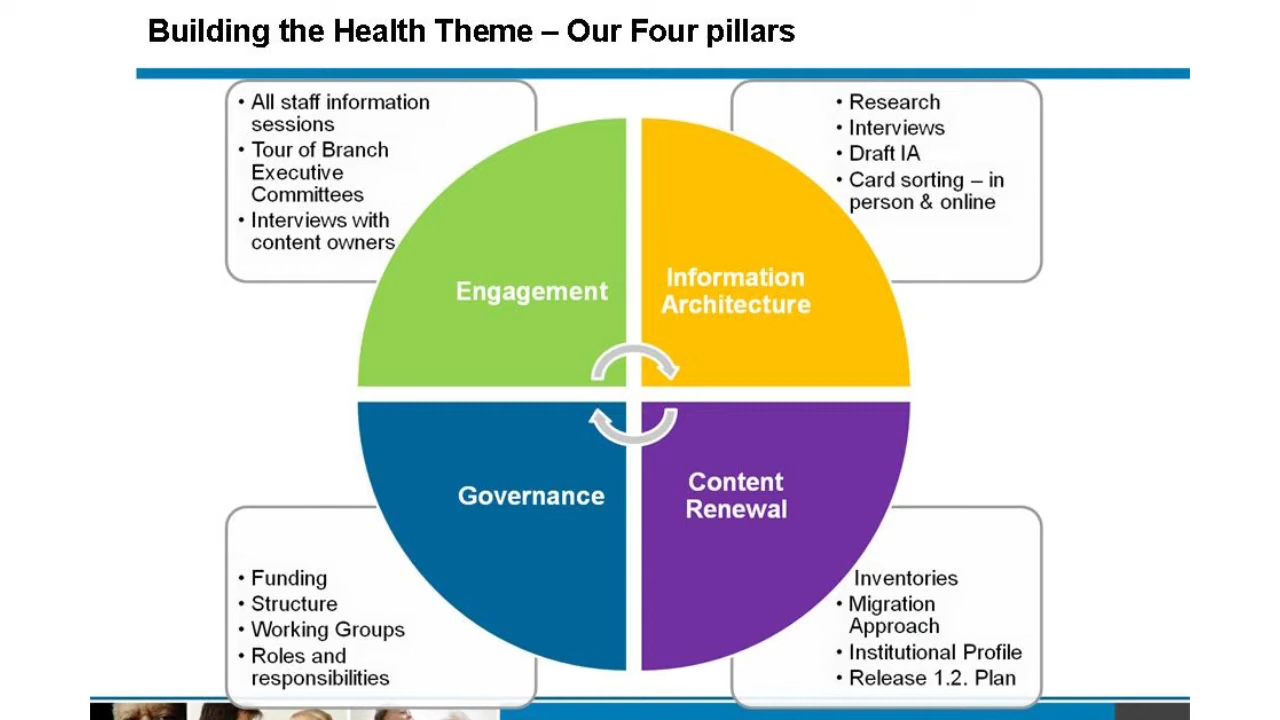 Building the Health Theme – Our Four pillars
• All staff information
sessions
• Tour of Branch
Executive
Committees
• Interviews with
content owners
• Research
• Interviews
• Draft IA
• Card sorting – in
person & online
Engagement
Information
Architecture
Governance
Content
Renewal
• Funding
• Structure
• Working Groups
• Roles and
responsibilities
Inventories
• Migration
Approach
• Institutional Profile
• Release 1.2. Plan